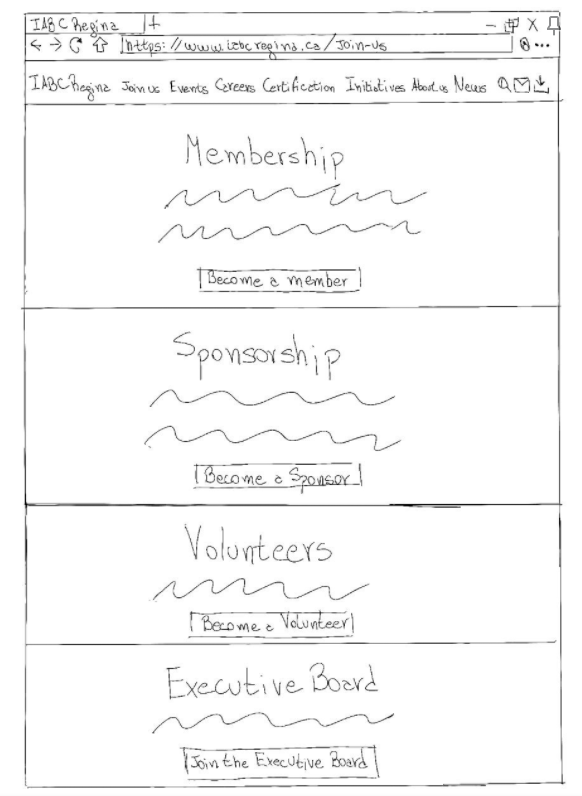 IABC Regina
https://www.iabcregina.ca/Join-us
IABC Regina Join us Events Careers Certification Initiatives About us News
Membership
Become a member
Sponsorship
Become a Sponsor
Volunteers
Become a Volunteer
Executive Board
Join the Executive Board